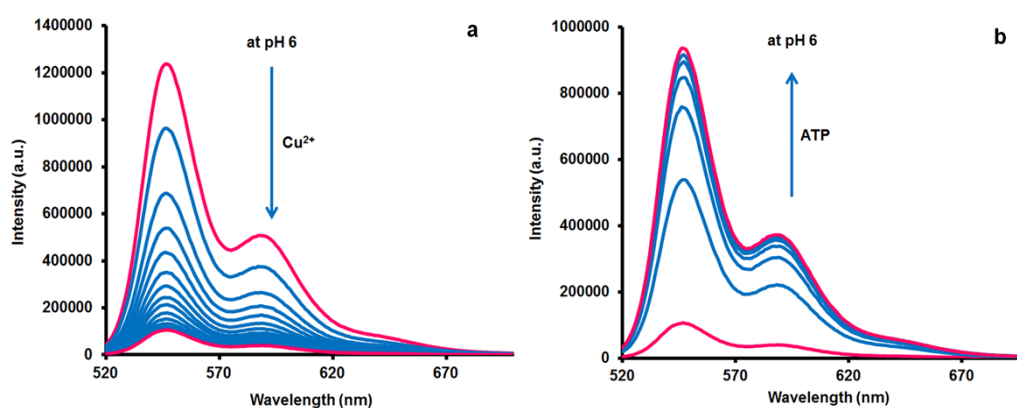 a
at pH 6
Cu²⁺
Intensity (a.u.)
1400000
1200000
1000000
800000
600000
400000
200000
0
520
570
620
670
Wavelength (nm)
b
at pH 6
ATP
Intensity (a.u.)
1000000
800000
600000
400000
200000
0
520
570
620
670
Wavelength (nm)